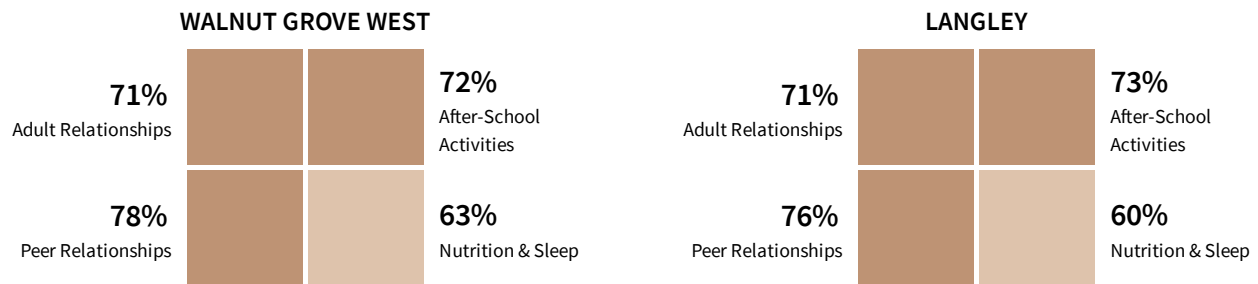 WALNUT GROVE WEST
71%
Adult Relationships
72%
After-School
Activities
78%
Peer Relationships
63%
Nutrition & Sleep
LANGLEY
71%
Adult Relationships
73%
After-School
Activities
76%
Peer Relationships
60%
Nutrition & Sleep